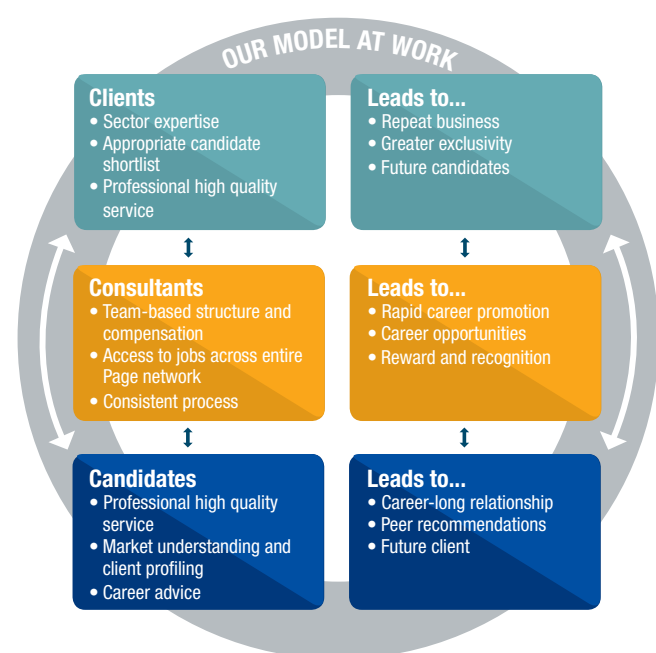 OUR MODEL AT WORK
Clients
• Sector expertise
• Appropriate candidate
shortlist
• Professional high quality
service
Leads to...
• Repeat business
• Greater exclusivity
• Future candidates
Consultants
• Team-based structure and
compensation
• Access to jobs across entire
Page network
• Consistent process
Leads to...
• Rapid career promotion
• Career opportunities
• Reward and recognition
Candidates
• Professional high quality
service
• Market understanding and
client profiling
• Career advice
Leads to...
• Career-long relationship
• Peer recommendations
• Future client